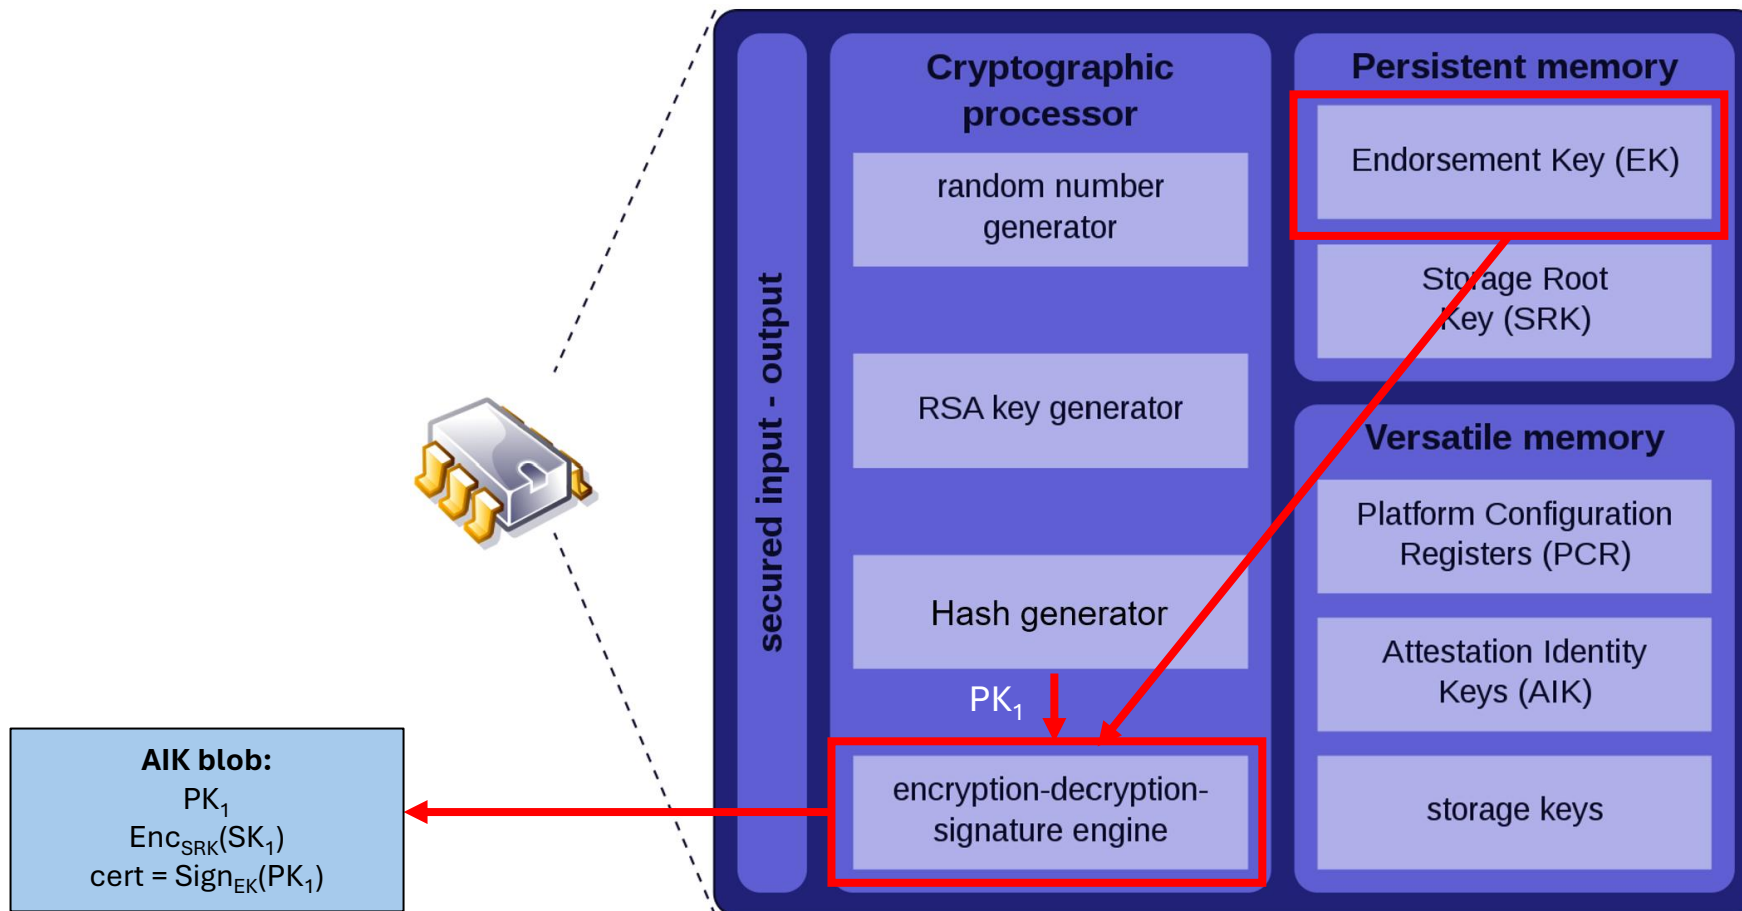 secured input - output
Cryptographic
processor
random number
generator
RSA key generator
Hash generator
PK₁
encryption-decryption-
signature engine
Persistent memory
Endorsement Key (EK)
Storage Root
Key (SRK)
Versatile memory
Platform Configuration
Registers (PCR)
Attestation Identity
Keys (AIK)
storage keys
AIK blob:
PK₁
Enc_SRK(SK₁)
cert = Sign_EK(PK₁)